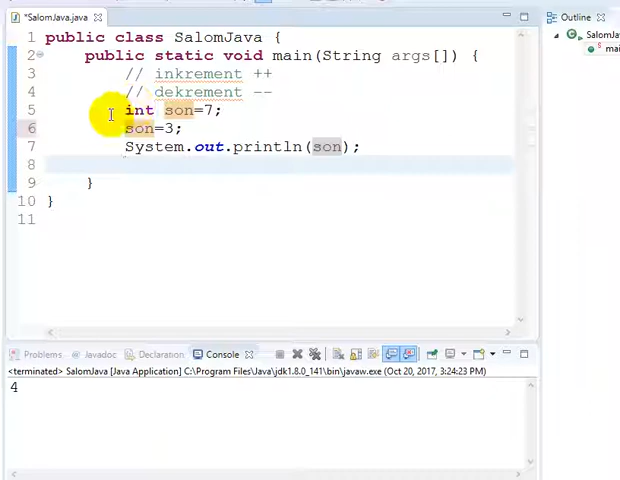 *SalomJava.java
1 public class SalomJava {
2 public static void main(String args[]) {
3 // inkrement ++
4 // dekrement --
5 int son=7;
6 son=3;
7 System.out.println(son);
8
9 }
10 }
11
Outline
SalomJav
mai
Problems @ Javadoc Declaration Console
<terminated> SalomJava [Java Application] C:\Program Files\Java\jdk1.8.0_141\bin\javaw.exe (Oct 20, 2017, 3:24:23 PM)
4